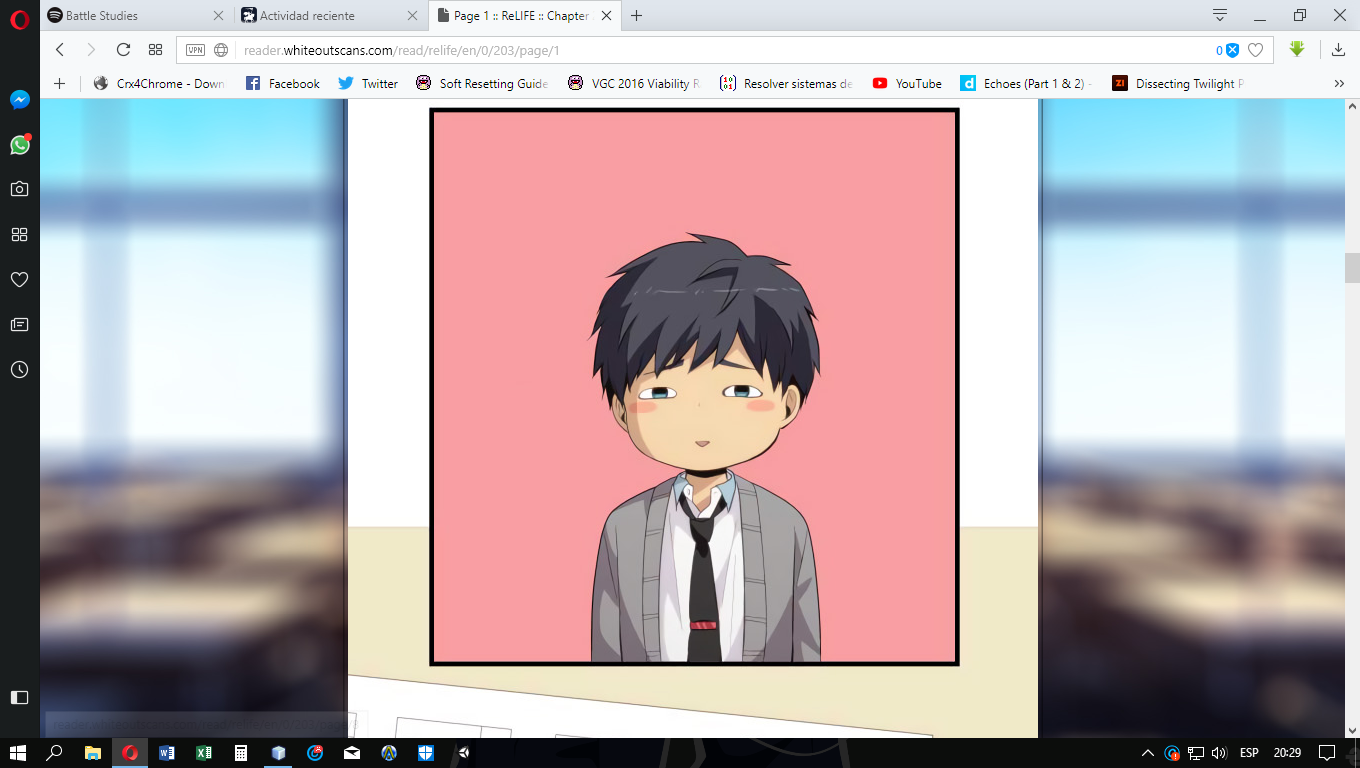 Battle Studies
Actividad reciente
Page 1 :: ReLIFE :: Chapter
VPN
reader.whiteoutscans.com/read/relife/en/0/203/page/1
0
Crx4Chrome - Down
Facebook
Twitter
Soft Resetting Guide
VGC 2016 Viability R
Resolver sistemas de
YouTube
Echoes (Part 1 & 2) -
Dissecting Twilight P
ESP
20:29